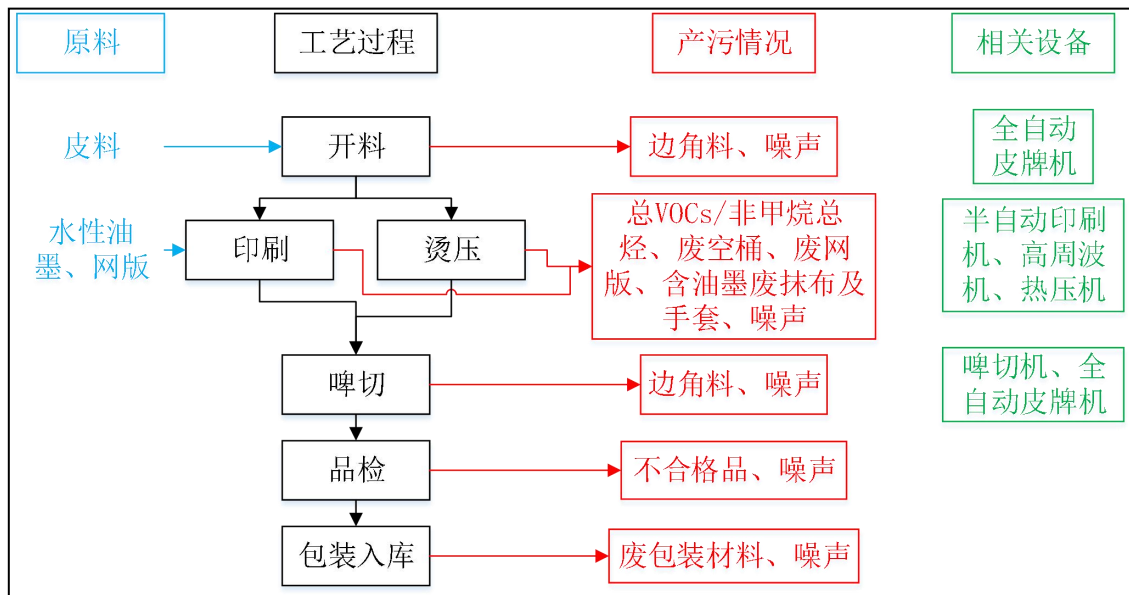 原料
工艺过程
产污情况
相关设备
皮料
开料
边角料、噪声
全自动
皮牌机
水性油
墨、网版
印刷
烫压
总VOCs/非甲烷总
烃、废空桶、废网
版、含油墨废抹布及
手套、噪声
半自动印刷
机、高周波
机、热压机
啤切
边角料、噪声
啤切机、全
自动皮牌机
品检
不合格品、噪声
包装入库
废包装材料、噪声